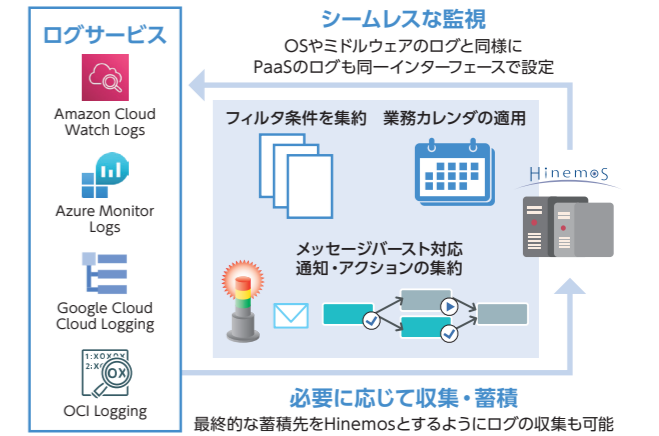 ログサービス
Amazon Cloud
Watch Logs
Azure Monitor
Logs
Google Cloud
Cloud Logging
1:XOXOX
2:X
OX
OCI Logging
シームレスな監視
OSやミドルウェアのログと同様に
PaaSのログも同一インターフェースで設定
フィルタ条件を集約
業務カレンダの適用
メッセージバースト対応
通知・アクションの集約
Hinemos
必要に応じて収集・蓄積
最終的な蓄積先をHinemosとするようにログの収集も可能